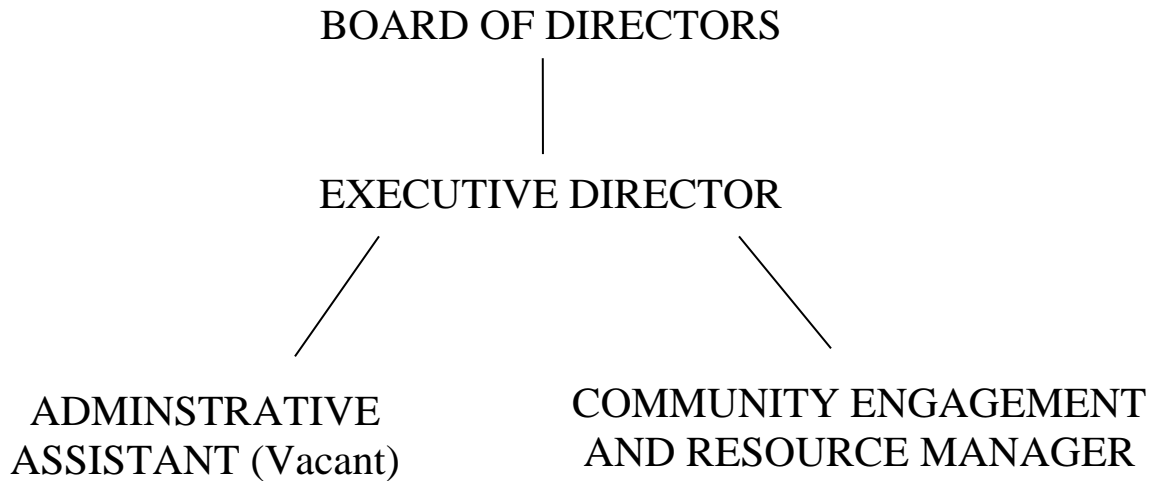 BOARD OF DIRECTORS
EXECUTIVE DIRECTOR
ADMINSTRATIVE
ASSISTANT (Vacant)
COMMUNITY ENGAGEMENT
AND RESOURCE MANAGER